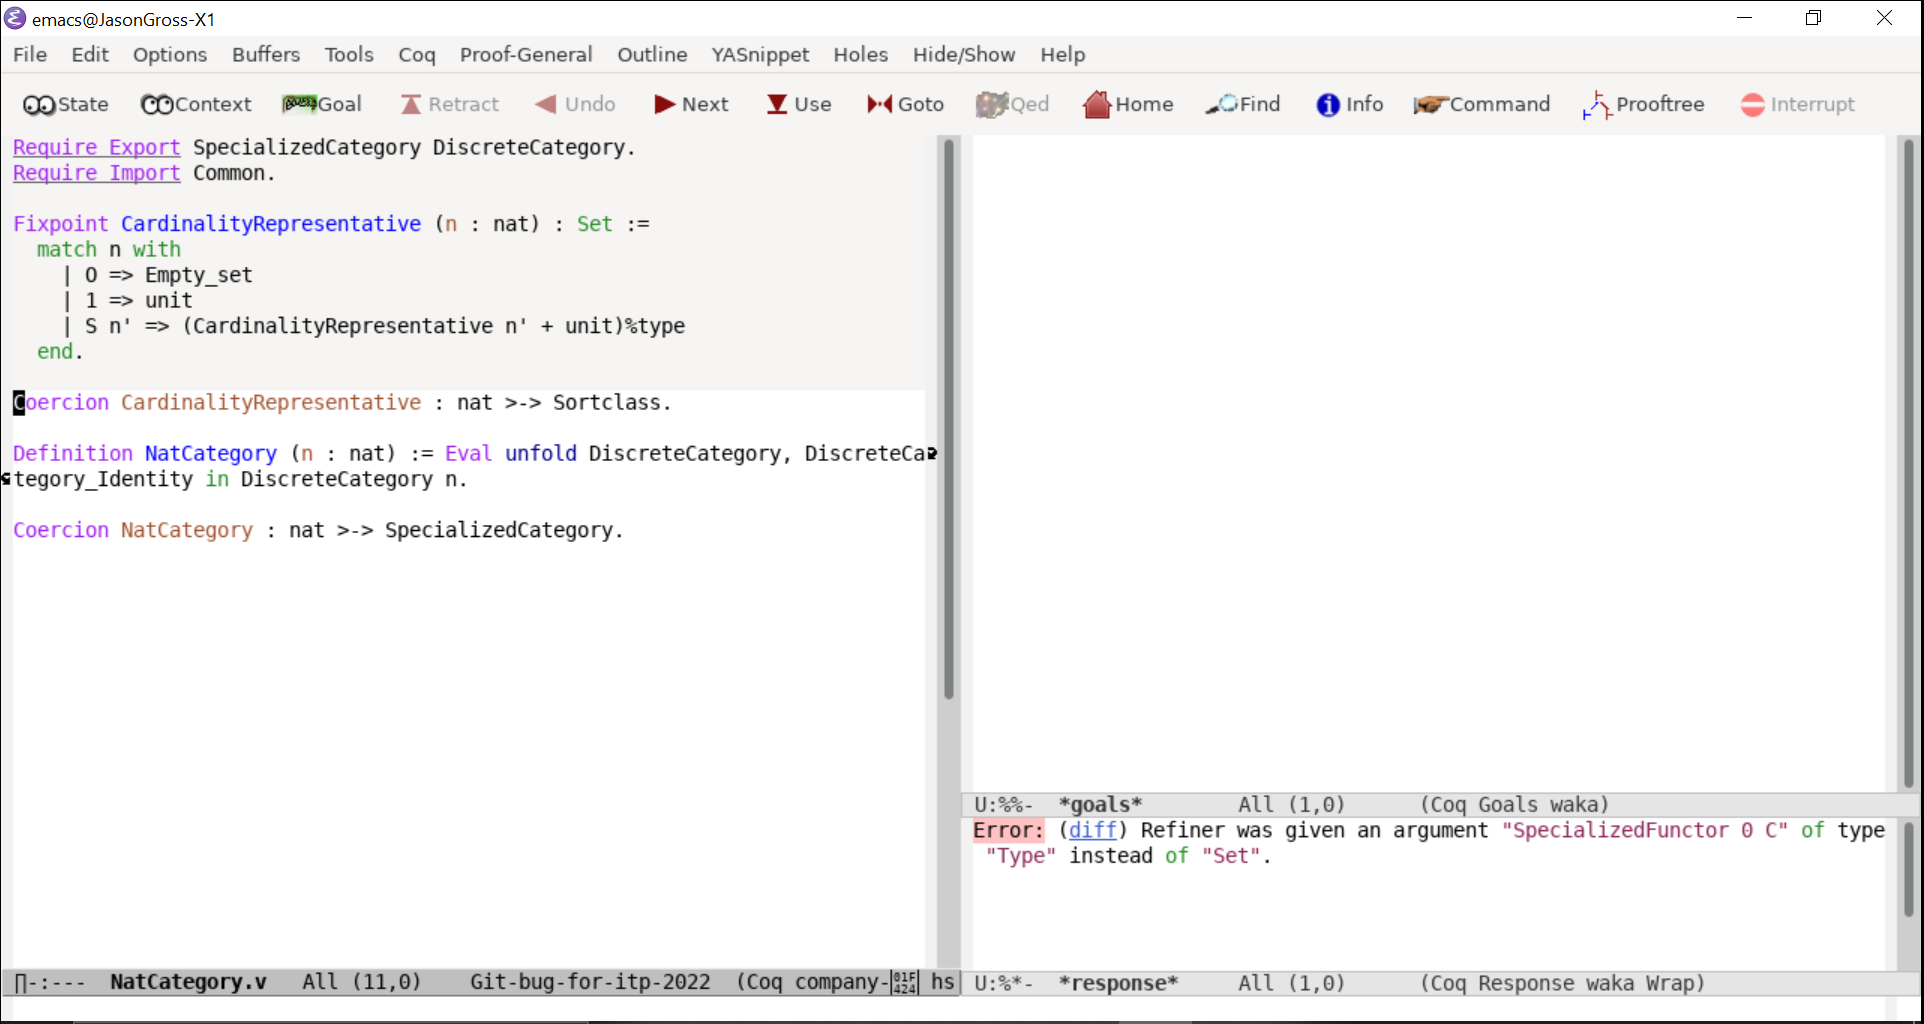 emacs@JasonGross-X1
File Edit Options Buffers Tools Coq Proof-General Outline YASnippet Holes Hide/Show Help
State Context Goal Retract Undo Next Use Goto Qed Home Find Info Command Prooftree Interrupt
Require Export SpecializedCategory DiscreteCategory.
Require Import Common.
Fixpoint CardinalityRepresentative (n : nat) : Set :=
match n with
| O => Empty_set
| 1 => unit
| S n' => (CardinalityRepresentative n' + unit)%type
end.
Coercion CardinalityRepresentative : nat >-> Sortclass.
Definition NatCategory (n : nat) := Eval unfold DiscreteCategory, DiscreteCa
tegory_Identity in DiscreteCategory n.
Coercion NatCategory : nat >-> SpecializedCategory.
∏-:--- NatCategory.v All (11,0) Git-bug-for-itp-2022 (Coq company-01F424 hs
U:%%- *goals* All (1,0) (Coq Goals waka)
Error: (diff) Refiner was given an argument "SpecializedFunctor 0 C" of type
"Type" instead of "Set".
U:%*- *response* All (1,0) (Coq Response waka Wrap)